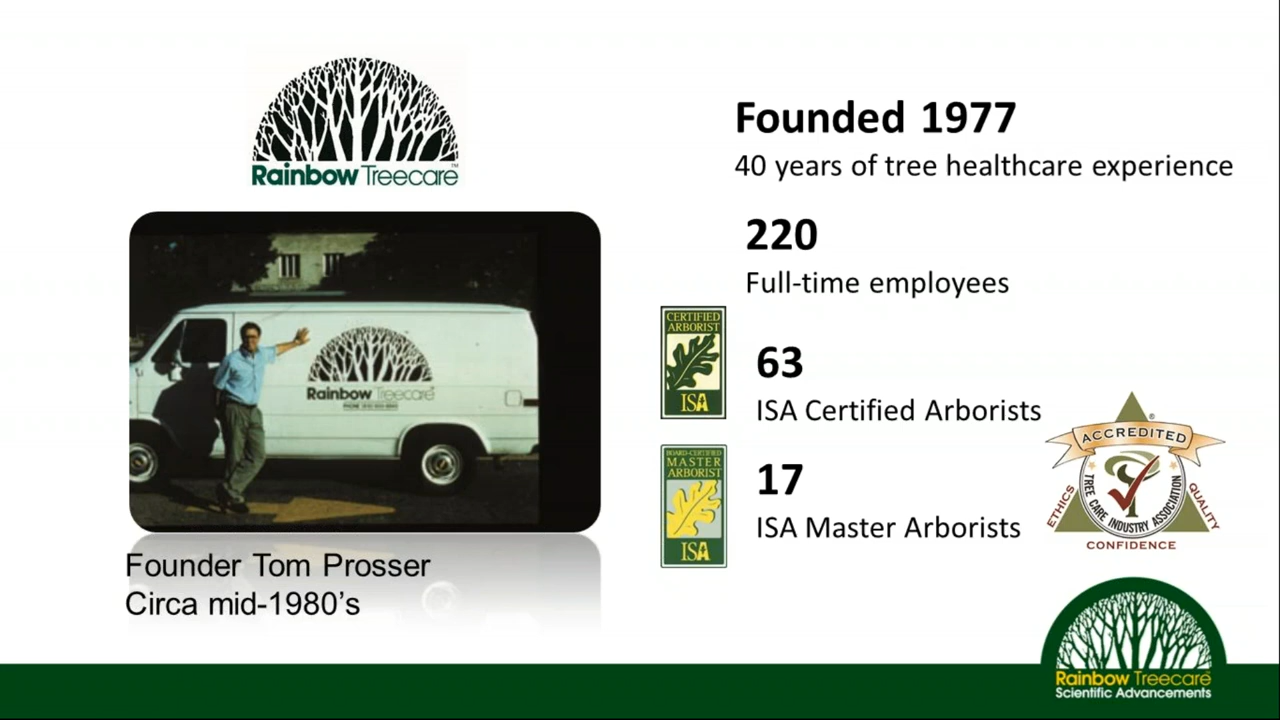 Rainbow Treecare™
Founded 1977
40 years of tree healthcare experience
220
Full-time employees
CERTIFIED
ARBORIST
ISA
63
ISA Certified Arborists
BOARD-CERTIFIED
MASTER
ARBORIST
ISA
17
ISA Master Arborists
ACCREDITED
®
TREE CARE INDUSTRY ASSOCIATION
ETHICS
QUALITY
CONFIDENCE
Rainbow Treecare
PHONE
Founder Tom Prosser
Circa mid-1980’s
Rainbow Treecare
Scientific Advancements